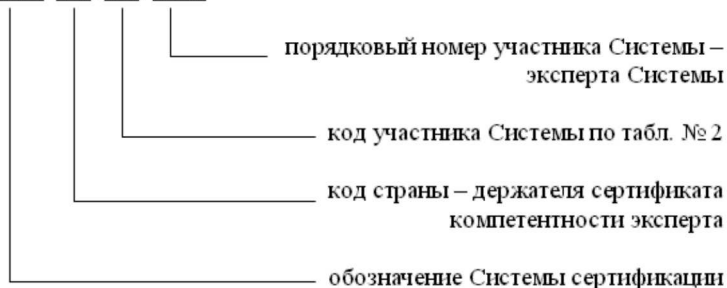 порядковый номер участника Системы –
эксперта Системы
код участника Системы по табл. № 2
код страны – держателя сертификата
компетентности эксперта
обозначение Системы сертификации